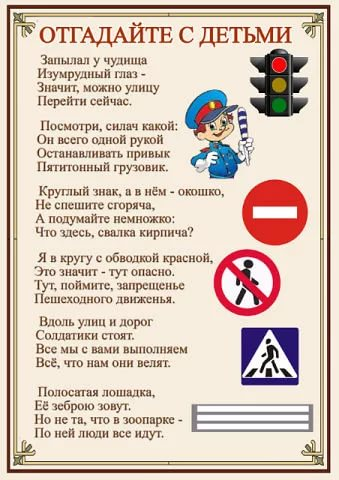 ОТГАДАЙТЕ С ДЕТЬМИ
Запылал у чудища
Изумрудный глаз -
Значит, можно улицу
Перейти сейчас.
Посмотри, силач какой:
Он всего одной рукой
Останавливать привык
Пятитонный грузовик.
Круглый знак, а в нём - окошко,
Не спешите сгоряча,
А подумайте немножко:
Что здесь, свалка кирпича?
Я в кругу с обводкой красной,
Это значит - тут опасно.
Тут, поймите, запрещенье
Пешеходного движенья.
Вдоль улиц и дорог
Солдатики стоят.
Все мы с вами выполняем
Всё, что нам они велят.
Полосатая лошадка,
Её зеброю зовут.
Но не та, что в зоопарке -
По ней люди все идут.